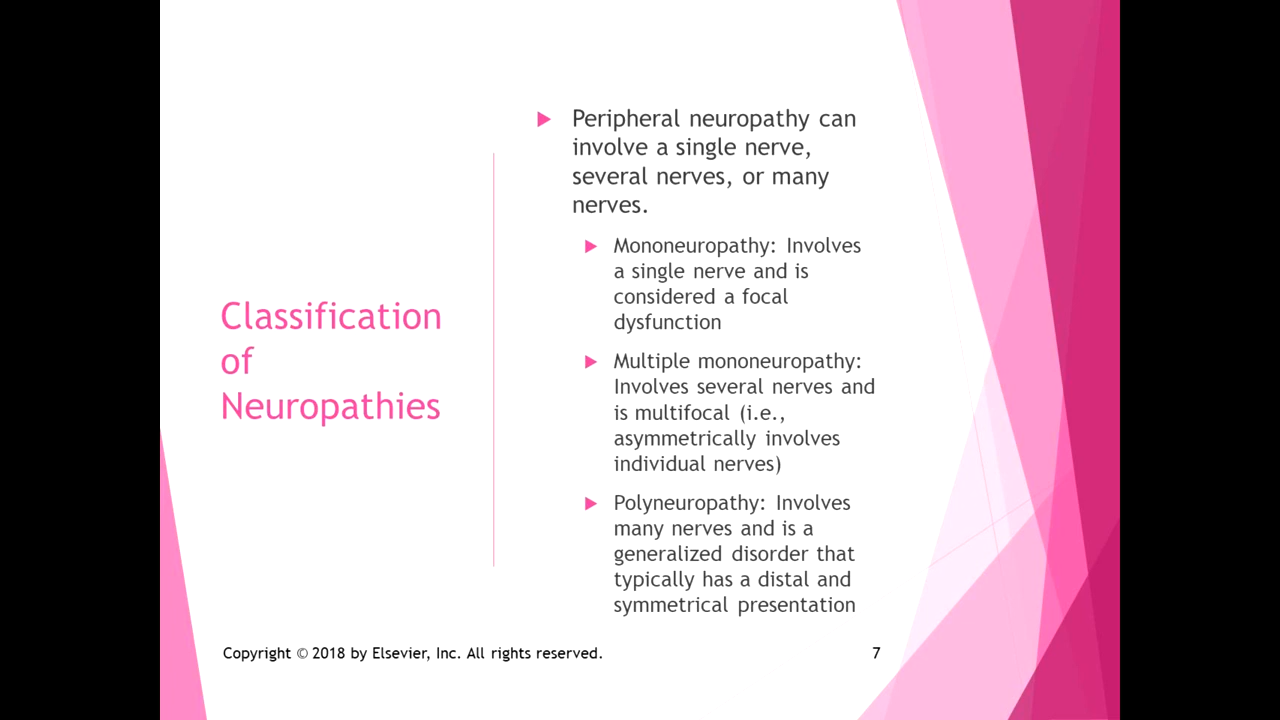 Classification
of
Neuropathies
Peripheral neuropathy can
involve a single nerve,
several nerves, or many
nerves.
Mononeuropathy: Involves
a single nerve and is
considered a focal
dysfunction
Multiple mononeuropathy:
Involves several nerves and
is multifocal (i.e.,
asymmetrically involves
individual nerves)
Polyneuropathy: Involves
many nerves and is a
generalized disorder that
typically has a distal and
symmetrical presentation
Copyright © 2018 by Elsevier, Inc. All rights reserved.
7